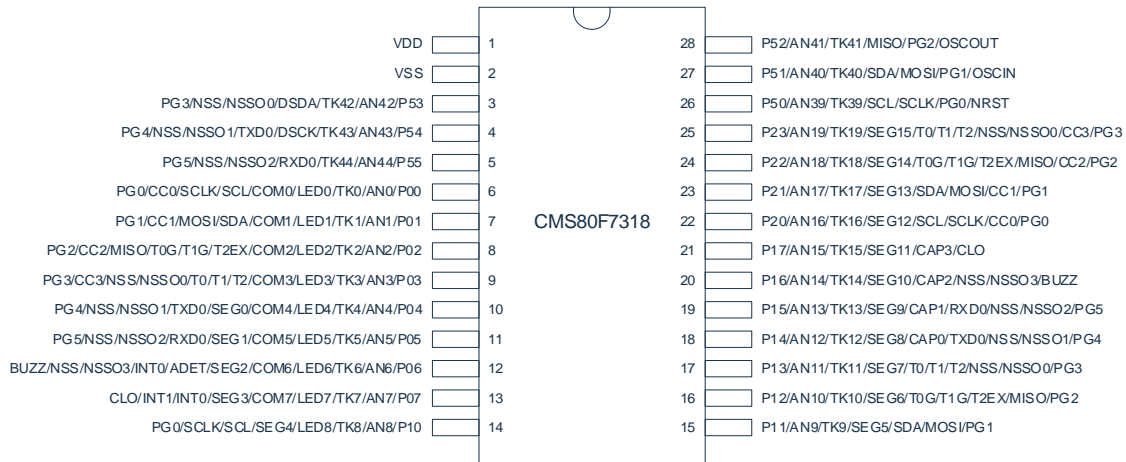 VDD 1 28 P52/AN41/TK41/MISO/PG2/OSCOUT
VSS 2 27 P51/AN40/TK40/SDA/MOSI/PG1/OSCIN
PG3/NSS/NSSO0/DSDA/TK42/AN42/P53 3 26 P50/AN39/TK39/SCL/SCLK/PG0/NRST
PG4/NSS/NSSO1/TXD0/DSCK/TK43/AN43/P54 4 25 P23/AN19/TK19/SEG15/T0/T1/T2/NSS/NSSO0/CC3/PG3
PG5/NSS/NSSO2/RXD0/TK44/AN44/P55 5 24 P22/AN18/TK18/SEG14/T0G/T1G/T2EX/MISO/CC2/PG2
PG0/CC0/SCLK/SCL/COM0/LED0/TK0/AN0/P00 6 23 P21/AN17/TK17/SEG13/SDA/MOSI/CC1/PG1
PG1/CC1/MOSI/SDA/COM1/LED1/TK1/AN1/P01 7 CMS80F7318 22 P20/AN16/TK16/SEG12/SCL/SCLK/CC0/PG0
PG2/CC2/MISO/T0G/T1G/T2EX/COM2/LED2/TK2/AN2/P02 8 21 P17/AN15/TK15/SEG11/CAP3/CLO
PG3/CC3/NSS/NSSO0/T0/T1/T2/COM3/LED3/TK3/AN3/P03 9 20 P16/AN14/TK14/SEG10/CAP2/NSS/NSSO3/BUZZ
PG4/NSS/NSSO1/TXD0/SEG0/COM4/LED4/TK4/AN4/P04 10 19 P15/AN13/TK13/SEG9/CAP1/RXD0/NSS/NSSO2/PG5
PG5/NSS/NSSO2/RXD0/SEG1/COM5/LED5/TK5/AN5/P05 11 18 P14/AN12/TK12/SEG8/CAP0/TXD0/NSS/NSSO1/PG4
BUZZ/NSS/NSSO3/INT0/ADET/SEG2/COM6/LED6/TK6/AN6/P06 12 17 P13/AN11/TK11/SEG7/T0/T1/T2/NSS/NSSO0/PG3
CLO/INT1/INT0/SEG3/COM7/LED7/TK7/AN7/P07 13 16 P12/AN10/TK10/SEG6/T0G/T1G/T2EX/MISO/PG2
PG0/SCLK/SCL/SEG4/LED8/TK8/AN8/P10 14 15 P11/AN9/TK9/SEG5/SDA/MOSI/PG1